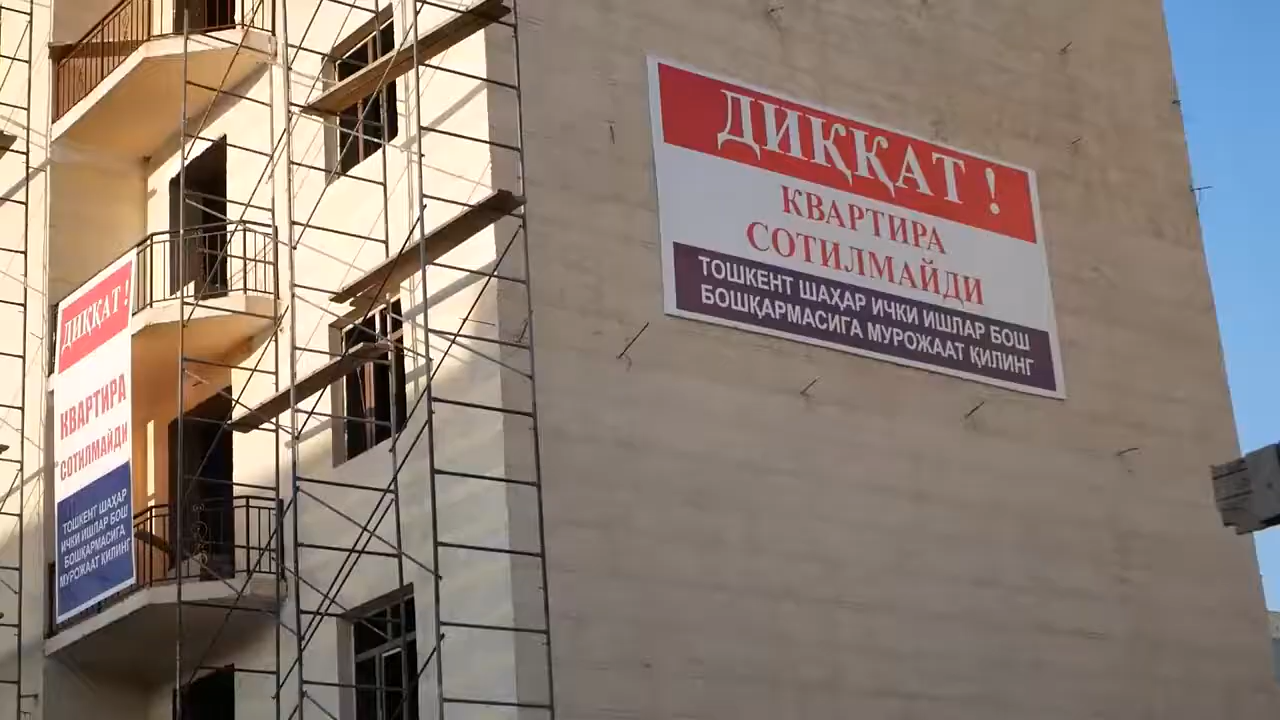 ДИҚҚАТ !
КВАРТИРА
СОТИЛМАЙДИ
ТОШКЕНТ ШАҲАР
ИЧКИ ИШЛАР БОШ
БОШҚАРМАСИГА
МУРОЖААТ ҚИЛИНГ
ДИҚҚАТ !
КВАРТИРА
СОТИЛМАЙДИ
ТОШКЕНТ ШАҲАР ИЧКИ ИШЛАР БОШ
БОШҚАРМАСИГА МУРОЖААТ ҚИЛИНГ